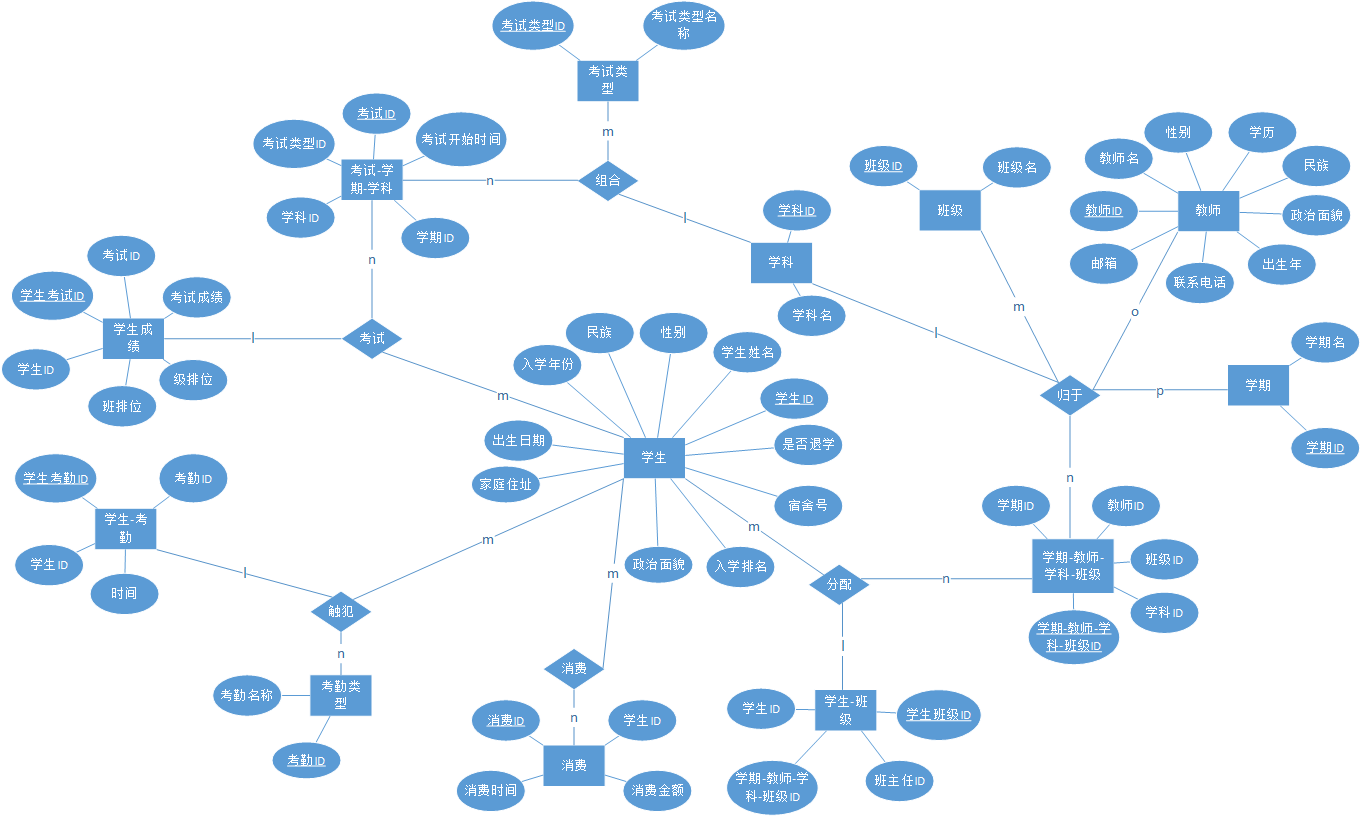 考试类型ID
考试类型名
称
考试类
型
m
考试ID
考试类型ID
考试开始时间
考试-学
期-学科
n
组合
学科ID
学期ID
l
n
班级ID
班级名
班级
性别
学历
教师名
民族
教师ID
教师
政治面貌
邮箱
联系电话
出生年
学科ID
学科
学科名
m
o
l
学期名
学期
p
归于
学期ID
n
考试ID
学生考试ID
考试成绩
学生成
绩
l
考试
学生ID
级排位
班排位
m
民族
性别
入学年份
学生姓名
学生ID
出生日期
学生
是否退学
家庭住址
宿舍号
政治面貌
入学排名
m
m
m
学生考勤ID
考勤ID
学生-考
勤
学生ID
时间
l
触犯
n
考勤名称
考勤类
型
考勤ID
学期ID
教师ID
学期-教师-
学科-班级
班级ID
学科ID
学期-教师-学
科-班级ID
分配
n
l
消费
n
消费ID
学生ID
消费
消费时间
消费金额
学生ID
学生-班
级
学生班级ID
学期-教师-学
科-班级ID
班主任ID